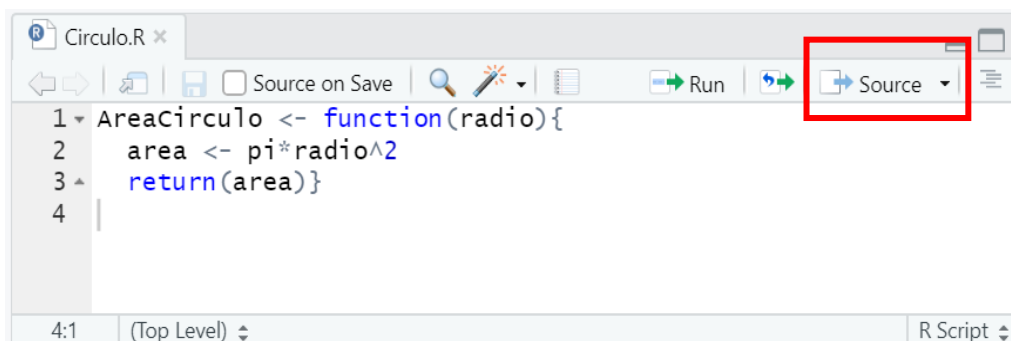 Circulo.R
Source on Save Run Source
1 AreaCirculo <- function(radio){
2 area <- pi*radio^2
3 return(area)}
4
4:1 (Top Level) R Script